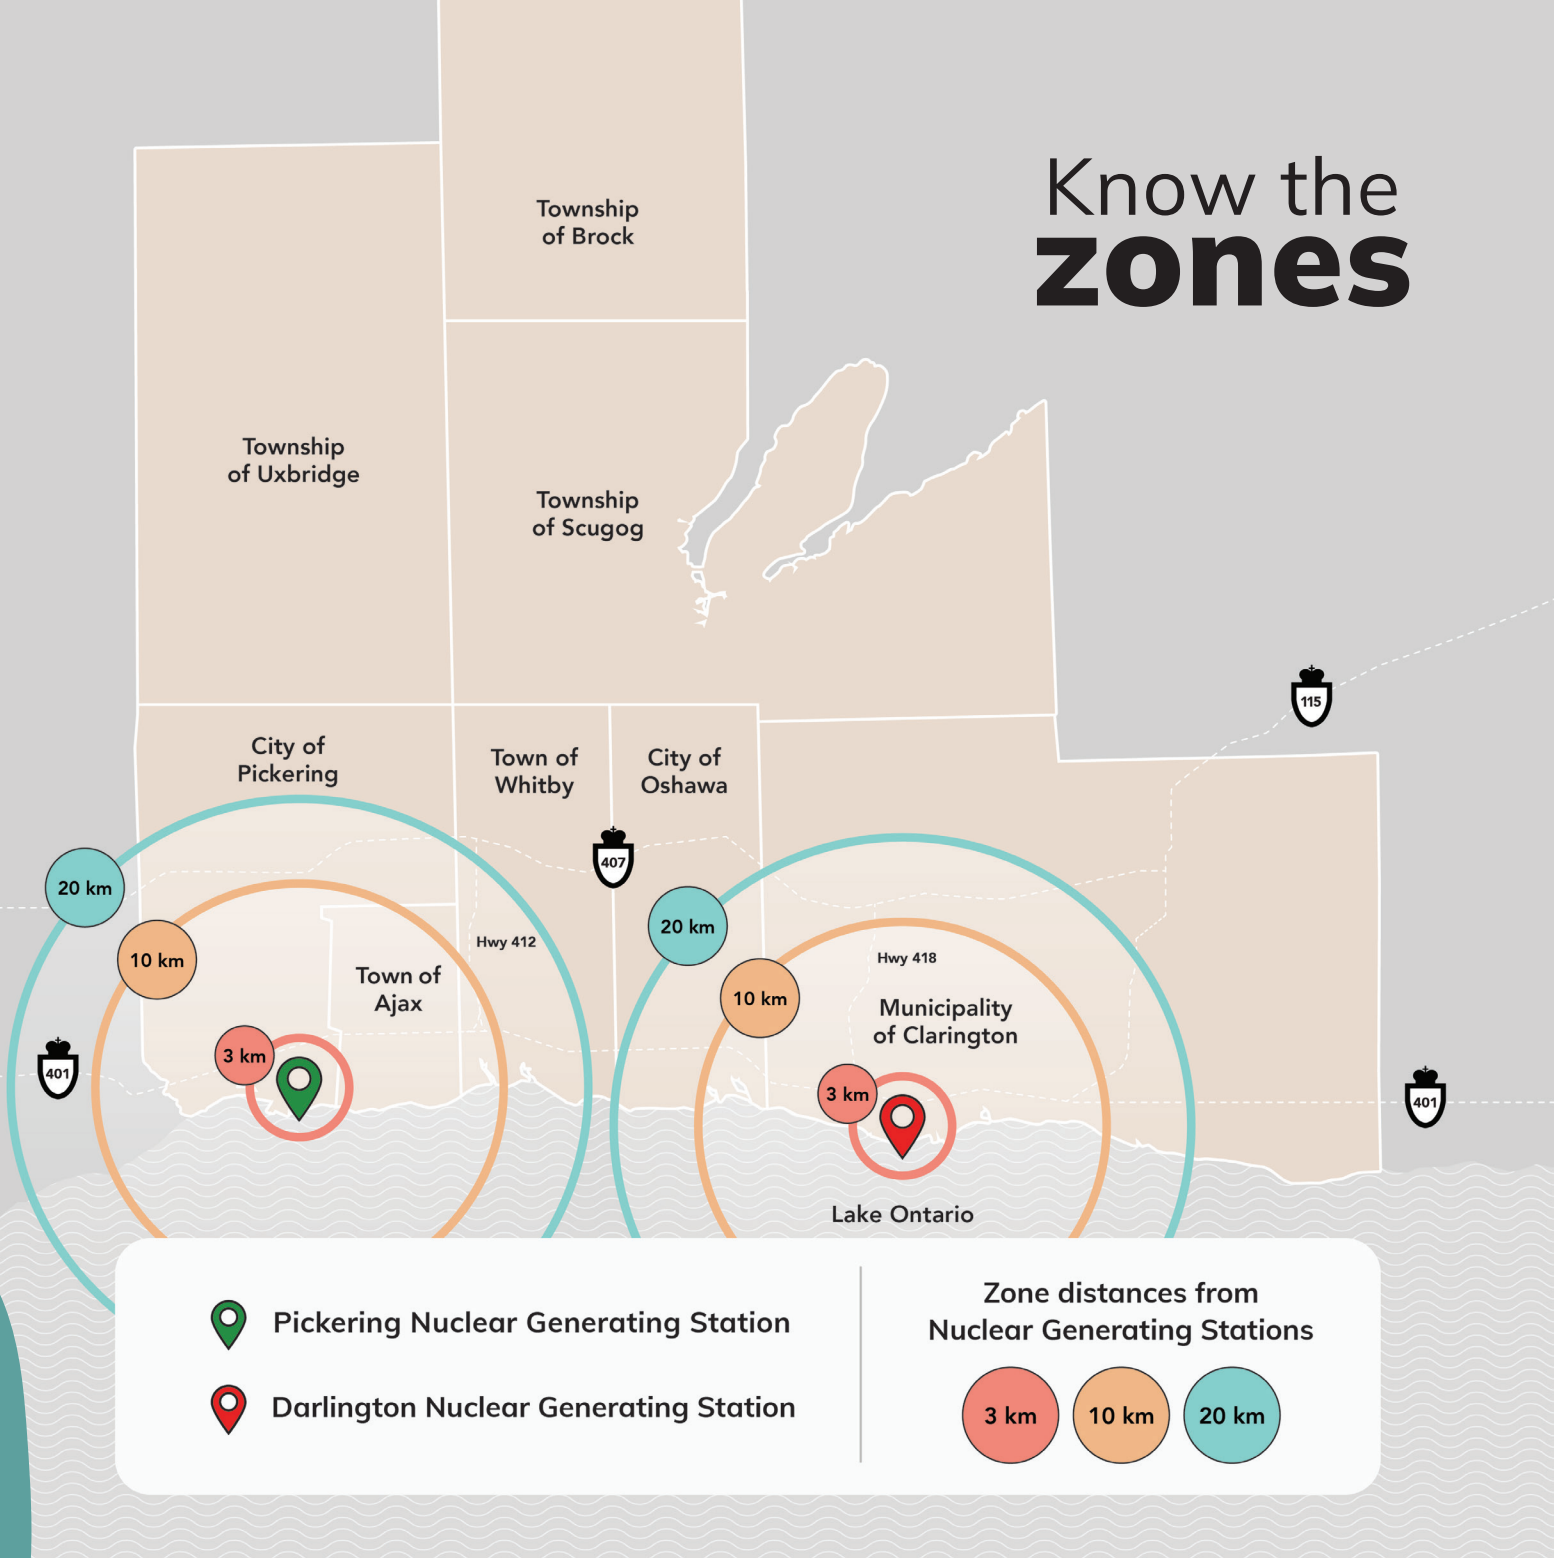 Know the
zones
Township
of Brock
Township
of Uxbridge
Township
of Scugog
115
City of
Pickering
Town of
Whitby
City of
Oshawa
407
20 km
20 km
10 km
Hwy 412
Hwy 418
Town of
Ajax
10 km
Municipality
of Clarington
3 km
401
3 km
401
Lake Ontario
Pickering Nuclear Generating Station
Darlington Nuclear Generating Station
Zone distances from
Nuclear Generating Stations
3 km
10 km
20 km